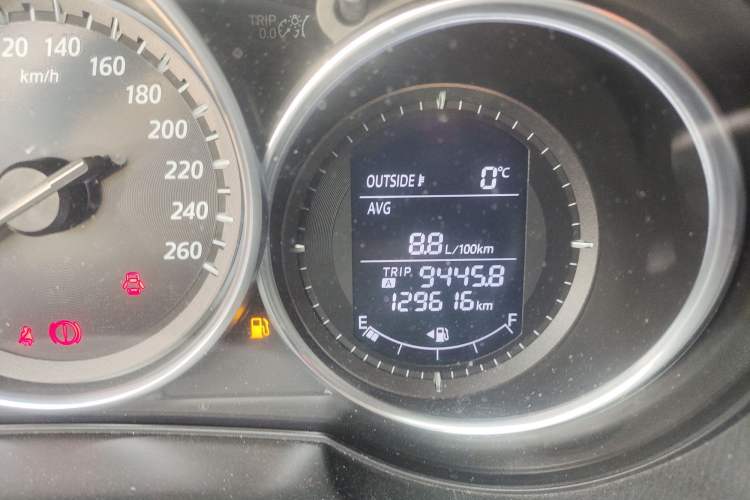 TRIP
0.0
20 140
km/h
160
180
200
220
240
260
OUTSIDE 0°C
AVG
8.8 L/100km
TRIP
A 9445.8
129616 km
E F